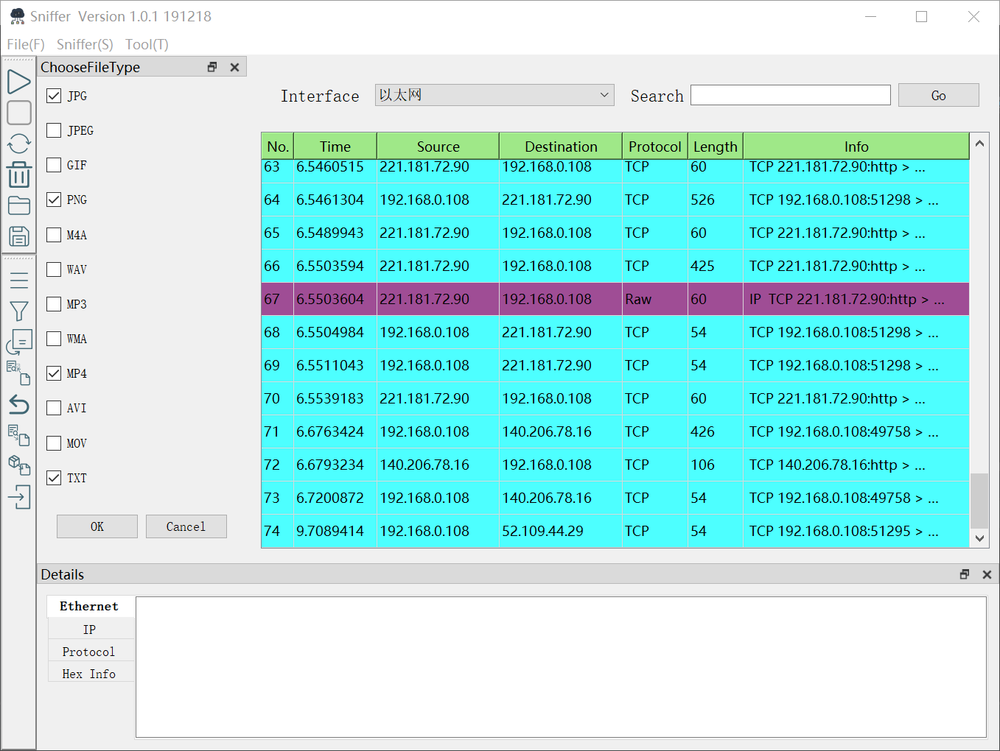 Sniffer Version 1.0.1 191218
File(F) Sniffer(S) Tool(T)
ChooseFileType
JPG
JPEG
GIF
PNG
M4A
WAV
MP3
WMA
MP4
AVI
MOV
TXT
OK Cancel
Interface 以太网 Search Go
No. Time Source Destination Protocol Length Info
63 6.5460515 221.181.72.90 192.168.0.108 TCP 60 TCP 221.181.72.90:http > ...
64 6.5461304 192.168.0.108 221.181.72.90 TCP 526 TCP 192.168.0.108:51298 > ...
65 6.5489943 221.181.72.90 192.168.0.108 TCP 60 TCP 221.181.72.90:http > ...
66 6.5503594 221.181.72.90 192.168.0.108 TCP 425 TCP 221.181.72.90:http > ...
67 6.5503604 221.181.72.90 192.168.0.108 Raw 60 IP TCP 221.181.72.90:http > ...
68 6.5504984 192.168.0.108 221.181.72.90 TCP 54 TCP 192.168.0.108:51298 > ...
69 6.5511043 192.168.0.108 221.181.72.90 TCP 54 TCP 192.168.0.108:51298 > ...
70 6.5539183 221.181.72.90 192.168.0.108 TCP 60 TCP 221.181.72.90:http > ...
71 6.6763424 192.168.0.108 140.206.78.16 TCP 426 TCP 192.168.0.108:49758 > ...
72 6.6793234 140.206.78.16 192.168.0.108 TCP 106 TCP 140.206.78.16:http > ...
73 6.7200872 192.168.0.108 140.206.78.16 TCP 54 TCP 192.168.0.108:49758 > ...
74 9.7089414 192.168.0.108 52.109.44.29 TCP 54 TCP 192.168.0.108:51295 > ...
Details
Ethernet
IP
Protocol
Hex Info